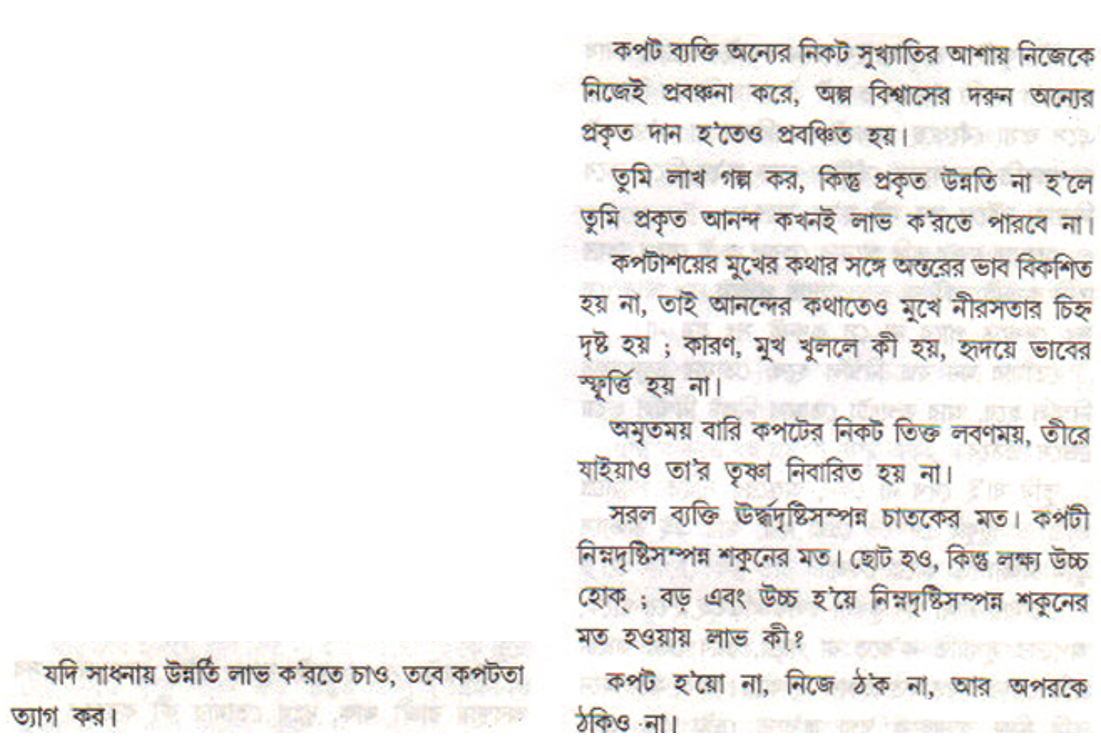 যদি সাধনায় উন্নতি লাভ ক'রতে চাও, তবে কপটতা
ত্যাগ কর।
কপট ব্যক্তি অন্যের নিকট সুখ্যাতির আশায় নিজেকে
নিজেই প্রবঞ্চনা করে, অল্প বিশ্বাসের দরুন অন্যের
প্রকৃত দান হ'তেও প্রবঞ্চিত হয়।
তুমি লাখ গল্প কর, কিন্তু প্রকৃত উন্নতি না হ'লে
তুমি প্রকৃত আনন্দ কখনই লাভ ক'রতে পারবে না।
কপটাশয়ের মুখের কথার সঙ্গে অন্তরের ভাব বিকশিত
হয় না, তাই আনন্দের কথাতেও মুখে নীরসতার চিহ্ন
দৃষ্ট হয় ; কারণ, মুখ খুললে কী হয়, হৃদয়ে ভাবের
স্ফূর্ত্তি হয় না।
অমৃতময় বারি কপটের নিকট তিক্ত লবণময়, তীরে
যাইয়াও তা'র তৃষ্ণা নিবারিত হয় না।
সরল ব্যক্তি ঊর্দ্ধদৃষ্টিসম্পন্ন চাতকের মত। কপটী
নিম্নদৃষ্টিসম্পন্ন শকুনের মত। ছোট হও, কিন্তু লক্ষ্য উচ্চ
হোক্ ; বড় এবং উচ্চ হ'য়ে নিম্নদৃষ্টিসম্পন্ন শকুনের
মত হওয়ায় লাভ কী?
কপট হ'য়ো না, নিজে ঠ'ক না, আর অপরকে
ঠকিও না।